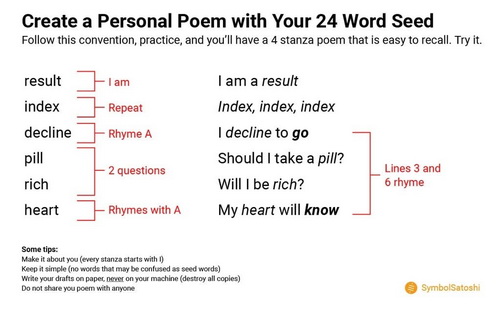 Create a Personal Poem with Your 24 Word Seed
Follow this convention, practice, and you'll have a 4 stanza poem that is easy to recall. Try it.
result
I am
I am a result
index
Repeat
Index, index, index
decline
Rhyme A
I decline to go
pill
2 questions
Should I take a pill?
rich
Will I be rich?
Lines 3 and
6 rhyme
heart
Rhymes with A
My heart will know
Some tips:
Make it about you (every stanza starts with I)
Keep it simple (no words that may be confused as seed words)
Write your drafts on paper, never on your machine (destroy all copies)
Do not share you poem with anyone
SymbolSatoshi